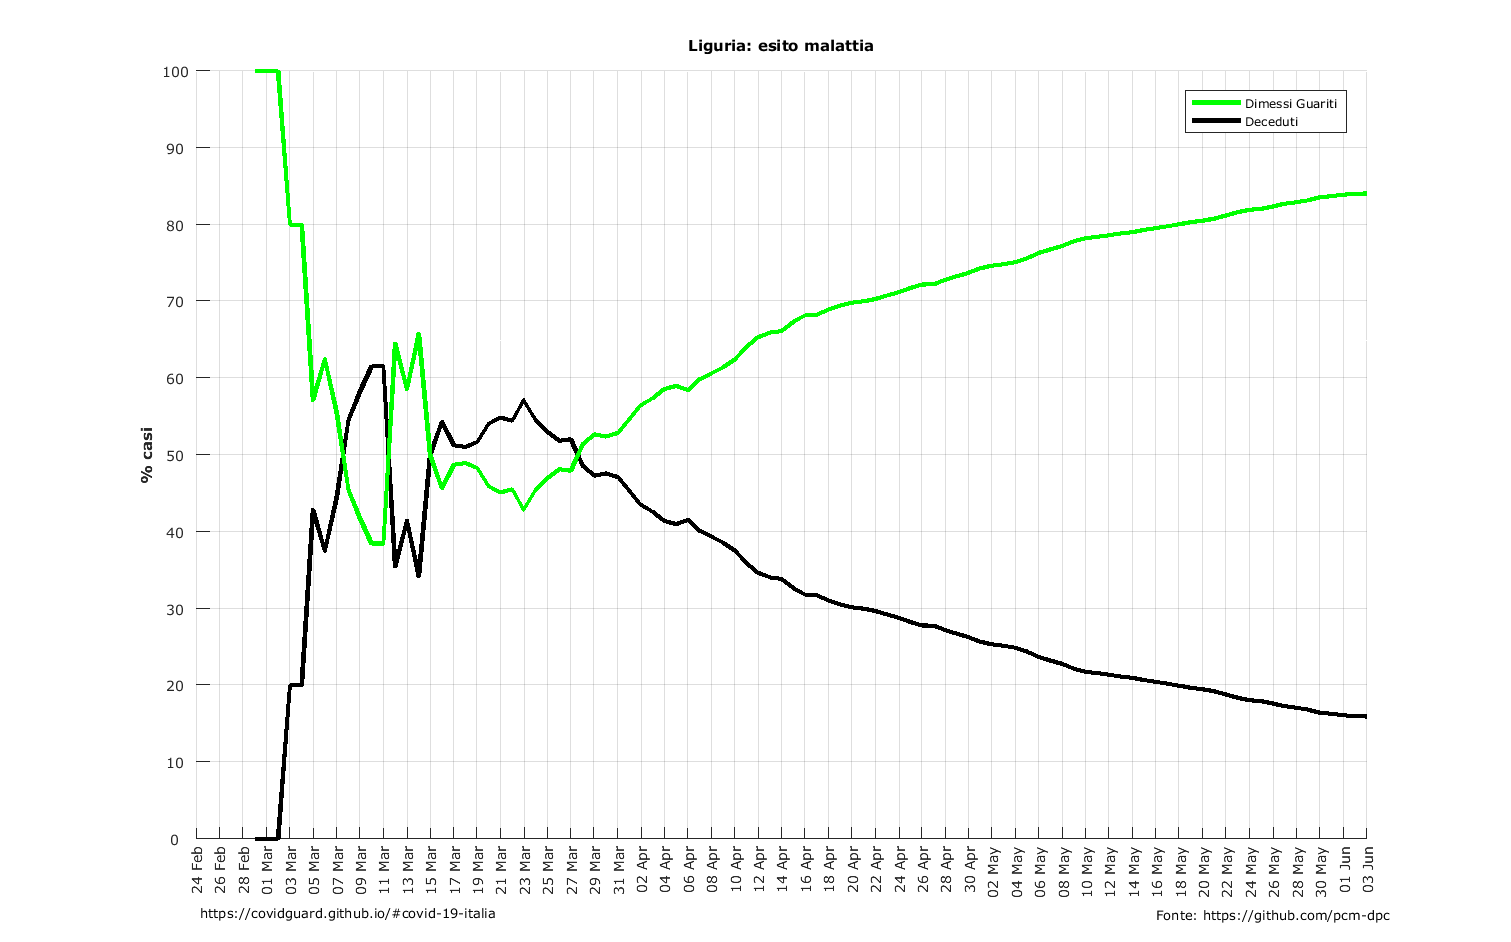 Liguria: esito malattia
Dimessi Guariti
Deceduti
% casi
100
90
80
70
60
50
40
30
20
10
0
24 Feb
26 Feb
28 Feb
01 Mar
03 Mar
05 Mar
07 Mar
09 Mar
11 Mar
13 Mar
15 Mar
17 Mar
19 Mar
21 Mar
23 Mar
25 Mar
27 Mar
29 Mar
31 Mar
02 Apr
04 Apr
06 Apr
08 Apr
10 Apr
12 Apr
14 Apr
16 Apr
18 Apr
20 Apr
22 Apr
24 Apr
26 Apr
28 Apr
30 Apr
02 May
04 May
06 May
08 May
10 May
12 May
14 May
16 May
18 May
20 May
22 May
24 May
26 May
28 May
30 May
01 Jun
03 Jun
https://covidguard.github.io/#covid-19-italia
Fonte: https://github.com/pcm-dpc